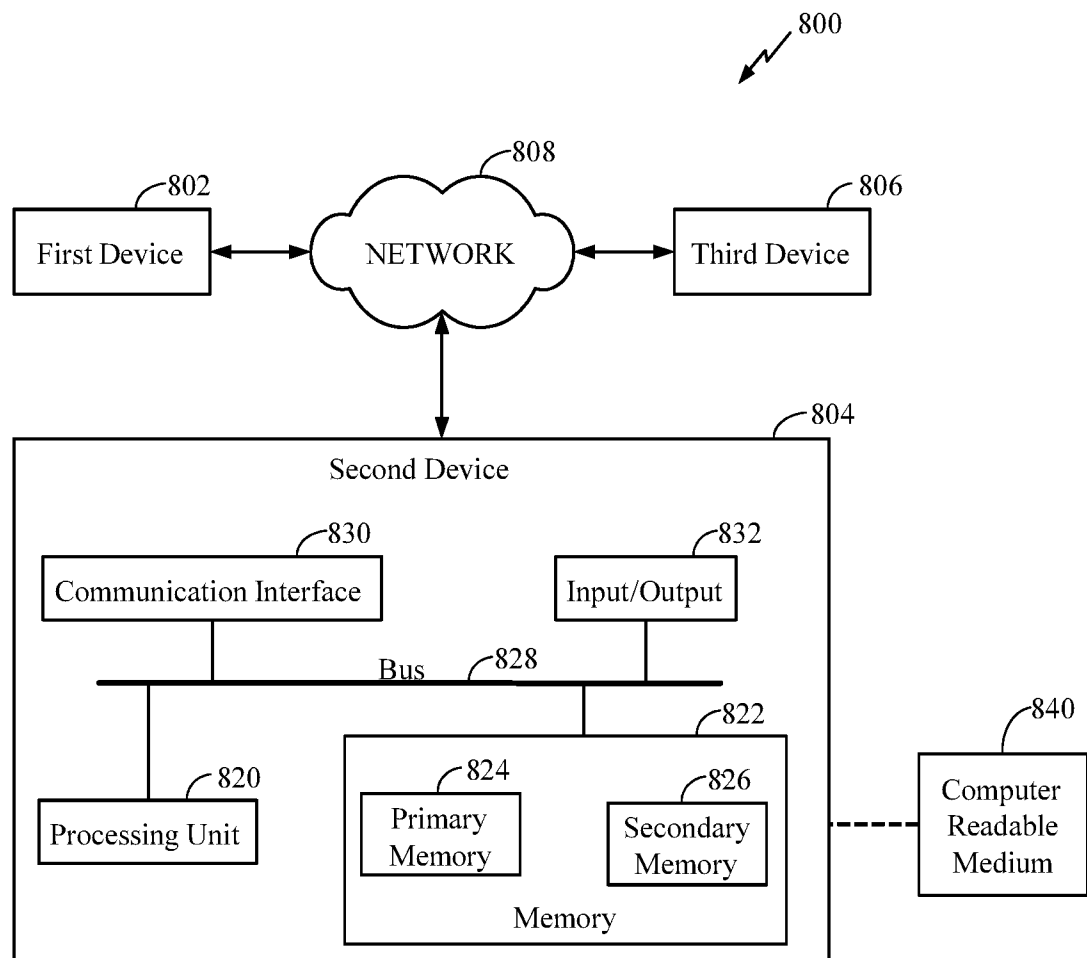 800
808
802
806
First Device
NETWORK
Third Device
804
Second Device
830
832
Communication Interface
Input/Output
Bus
828
822
840
820
824
826
Processing Unit
Primary
Memory
Secondary
Memory
Memory
Computer
Readable
Medium